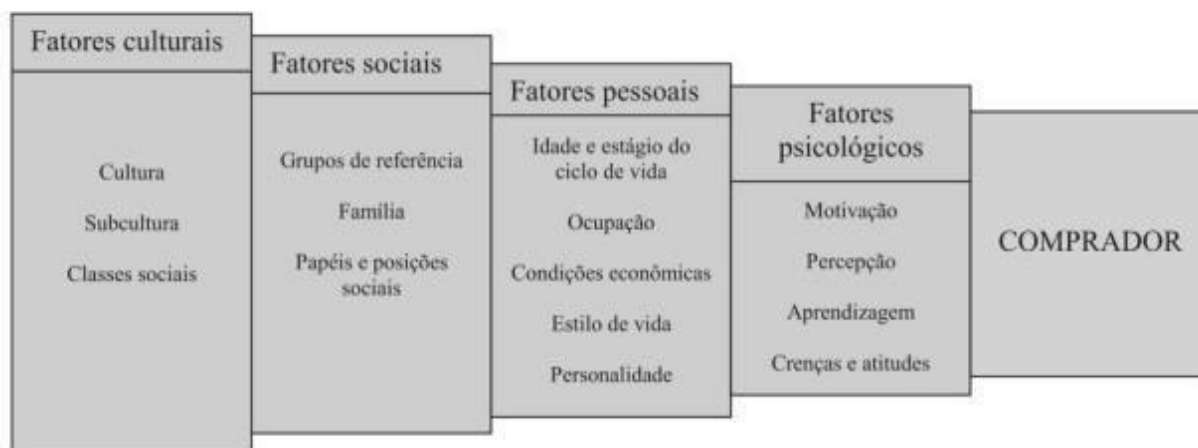 Fatores culturais
Cultura
Subcultura
Classes sociais
Fatores sociais
Grupos de referência
Família
Papéis e posições
sociais
Fatores pessoais
Idade e estágio do
ciclo de vida
Ocupação
Condições econômicas
Estilo de vida
Personalidade
Fatores
psicológicos
Motivação
Percepção
Aprendizagem
Crenças e atitudes
COMPRADOR